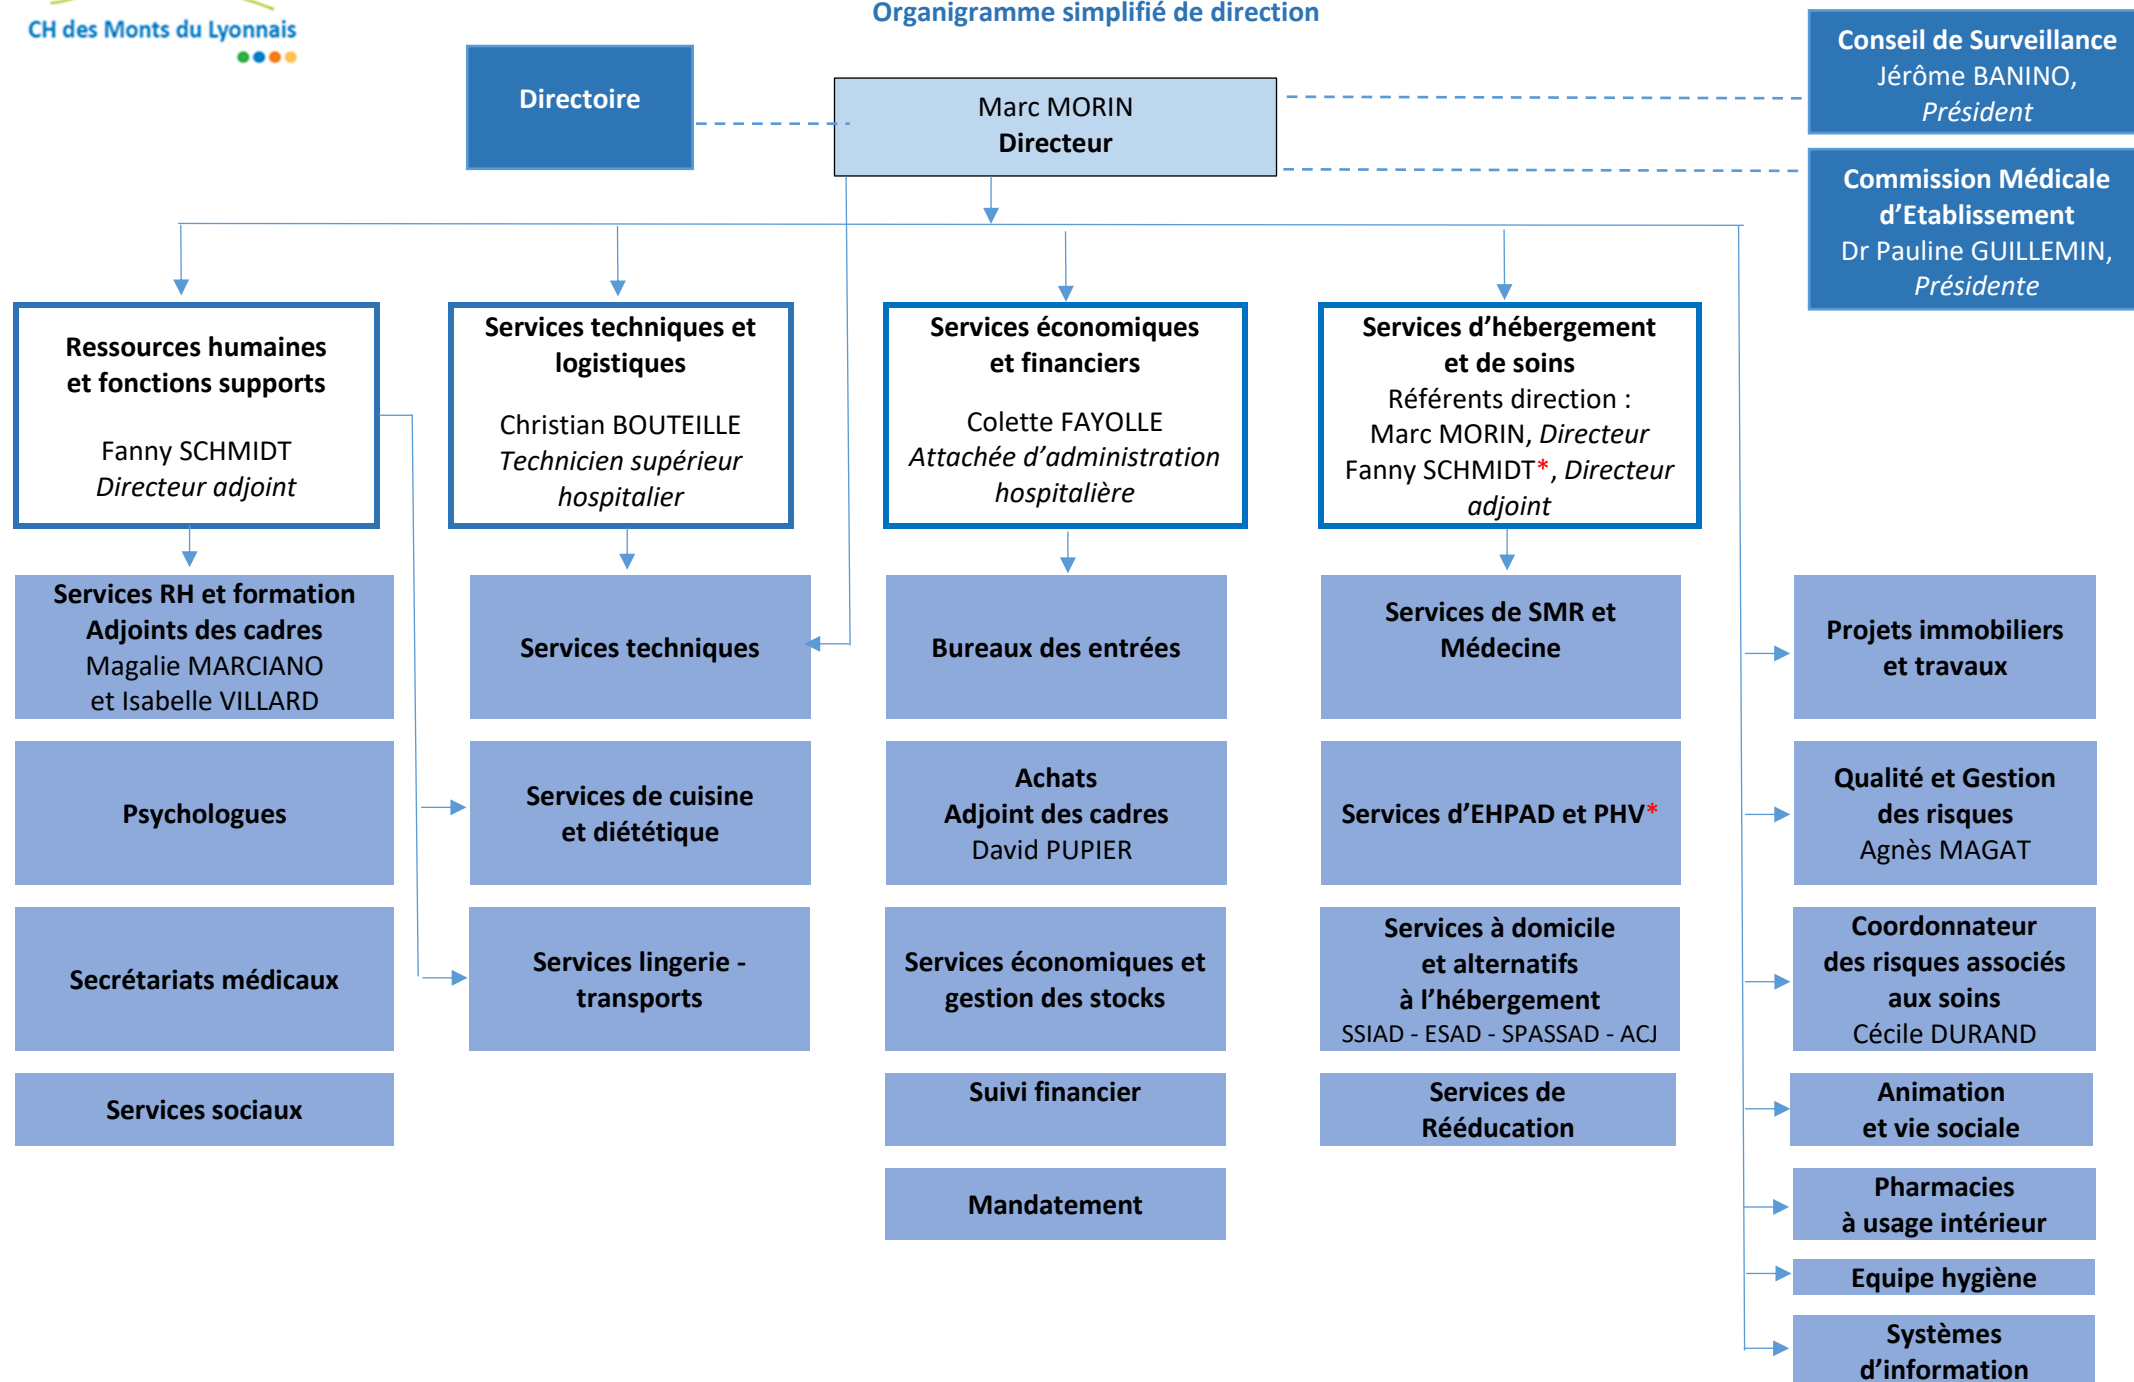 CH des Monts du Lyonnais
Organigramme simplifié de direction
Directoire
Marc MORIN
Directeur
Conseil de Surveillance
Jérôme BANINO,
Président
Commission Médicale
d'Etablissement
Dr Pauline GUILLEMIN,
Présidente
Ressources humaines
et fonctions supports
Fanny SCHMIDT
Directeur adjoint
Services techniques et
logistiques
Christian BOUTEILLE
Technicien supérieur
hospitalier
Services économiques
et financiers
Colette FAYOLLE
Attachée d'administration
hospitalière
Services d'hébergement
et de soins
Référents direction :
Marc MORIN, Directeur
Fanny SCHMIDT*, Directeur
adjoint
Services RH et formation
Adjoints des cadres
Magalie MARCIANO
et Isabelle VILLARD
Psychologues
Secrétariats médicaux
Services sociaux
Services techniques
Services de cuisine
et diététique
Services lingerie -
transports
Bureaux des entrées
Achats
Adjoint des cadres
David PUPIER
Services économiques et
gestion des stocks
Suivi financier
Mandatement
Services de SMR et
Médecine
Services d'EHPAD et PHV*
Services à domicile
et alternatifs
à l'hébergement
SSIAD - ESAD - SPASSAD - ACJ
Services de
Rééducation
Projets immobiliers
et travaux
Qualité et Gestion
des risques
Agnès MAGAT
Coordonnateur
des risques associés
aux soins
Cécile DURAND
Animation
et vie sociale
Pharmacies
à usage intérieur
Equipe hygiène
Systèmes
d'information